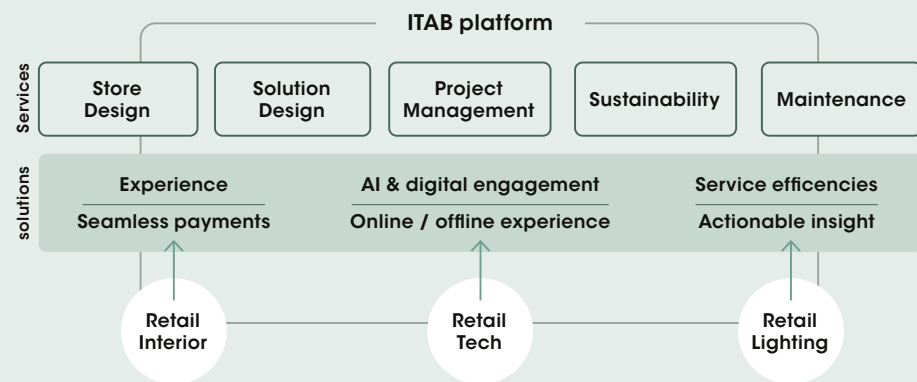 ITAB platform
Services
Store
Design
Solution
Design
Project
Management
Sustainability
Maintenance
solutions
Experience
Seamless payments
AI & digital engagement
Online / offline experience
Service efficencies
Actionable insight
Retail
Interior
Retail
Tech
Retail
Lighting